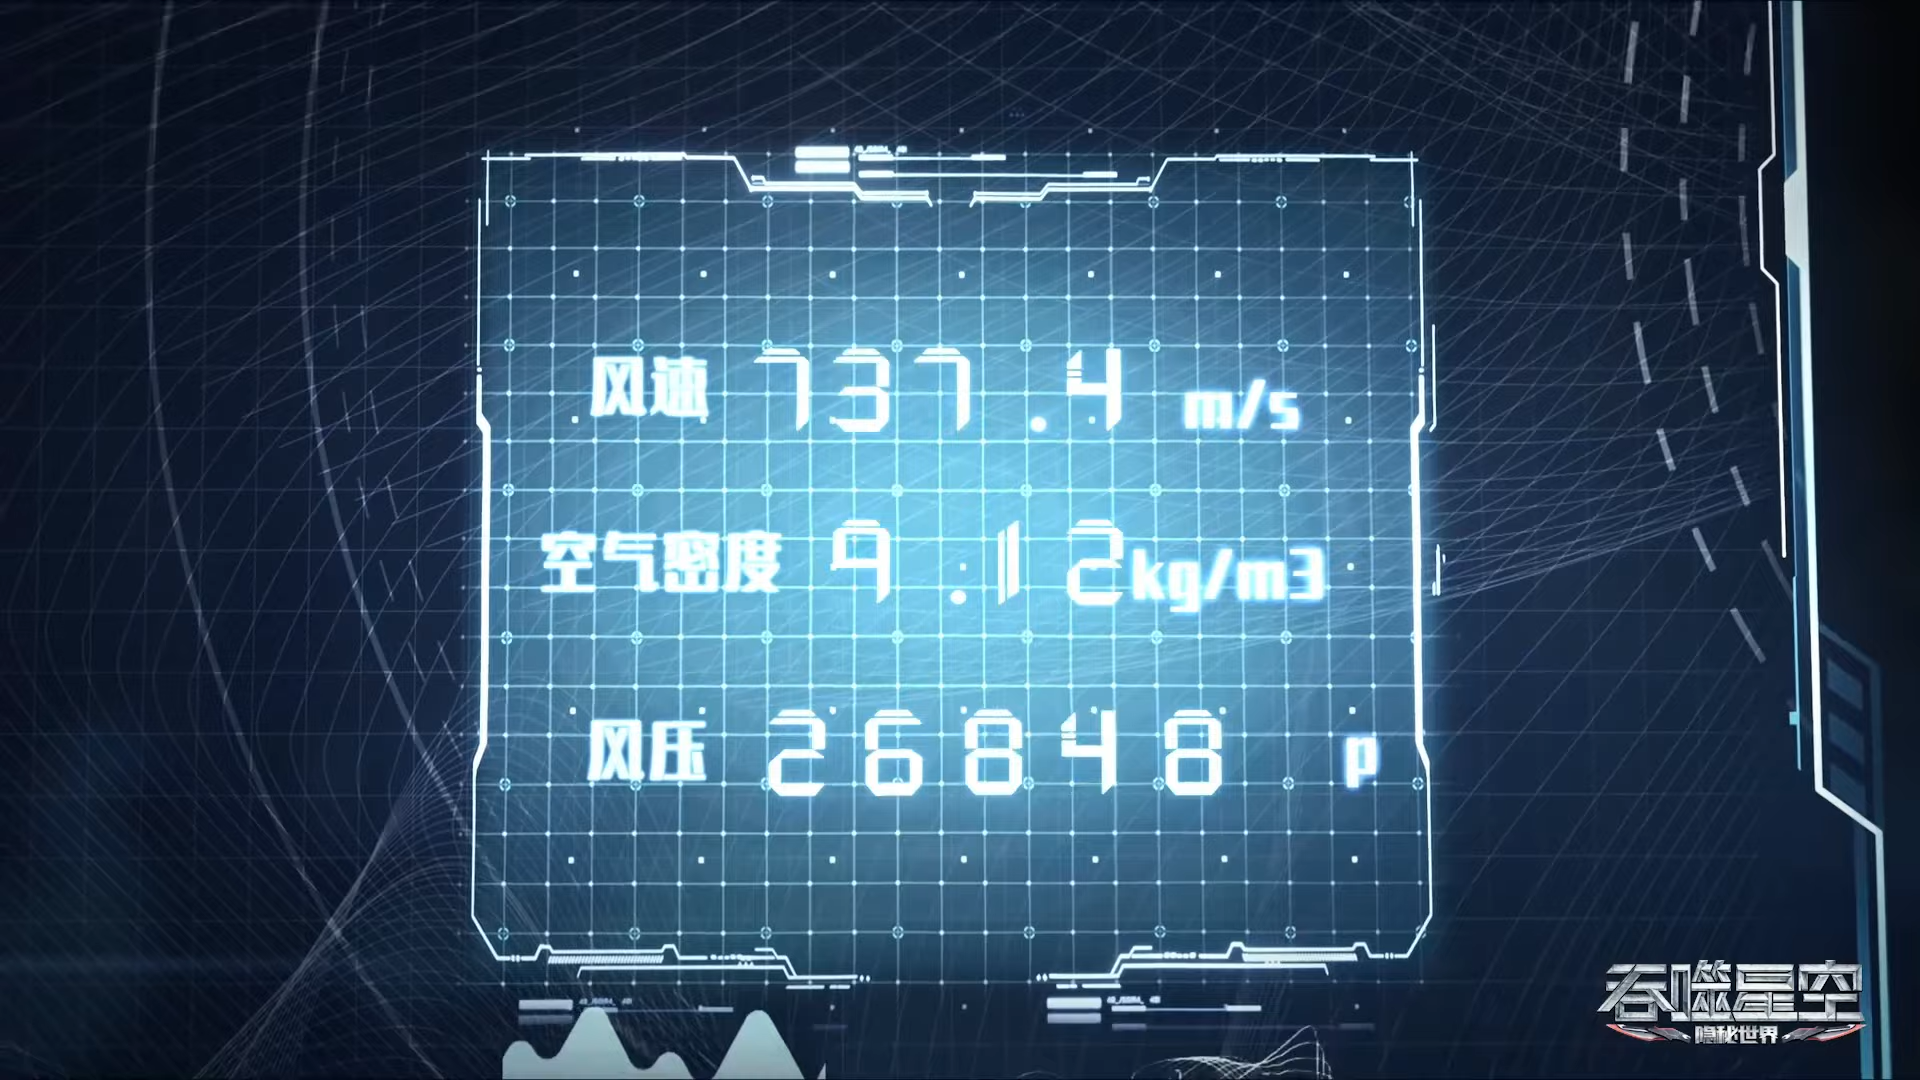 风速 737.4 m/s
空气密度 9.12kg/m3
风压 26848 p
吞噬星空
隐秘世界